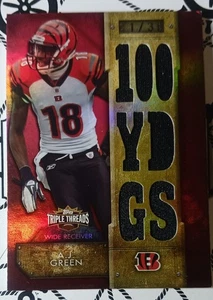 100
YD
GS
18
TRIPLE THREADS
WIDE RECEIVER
A.J. GREEN
B